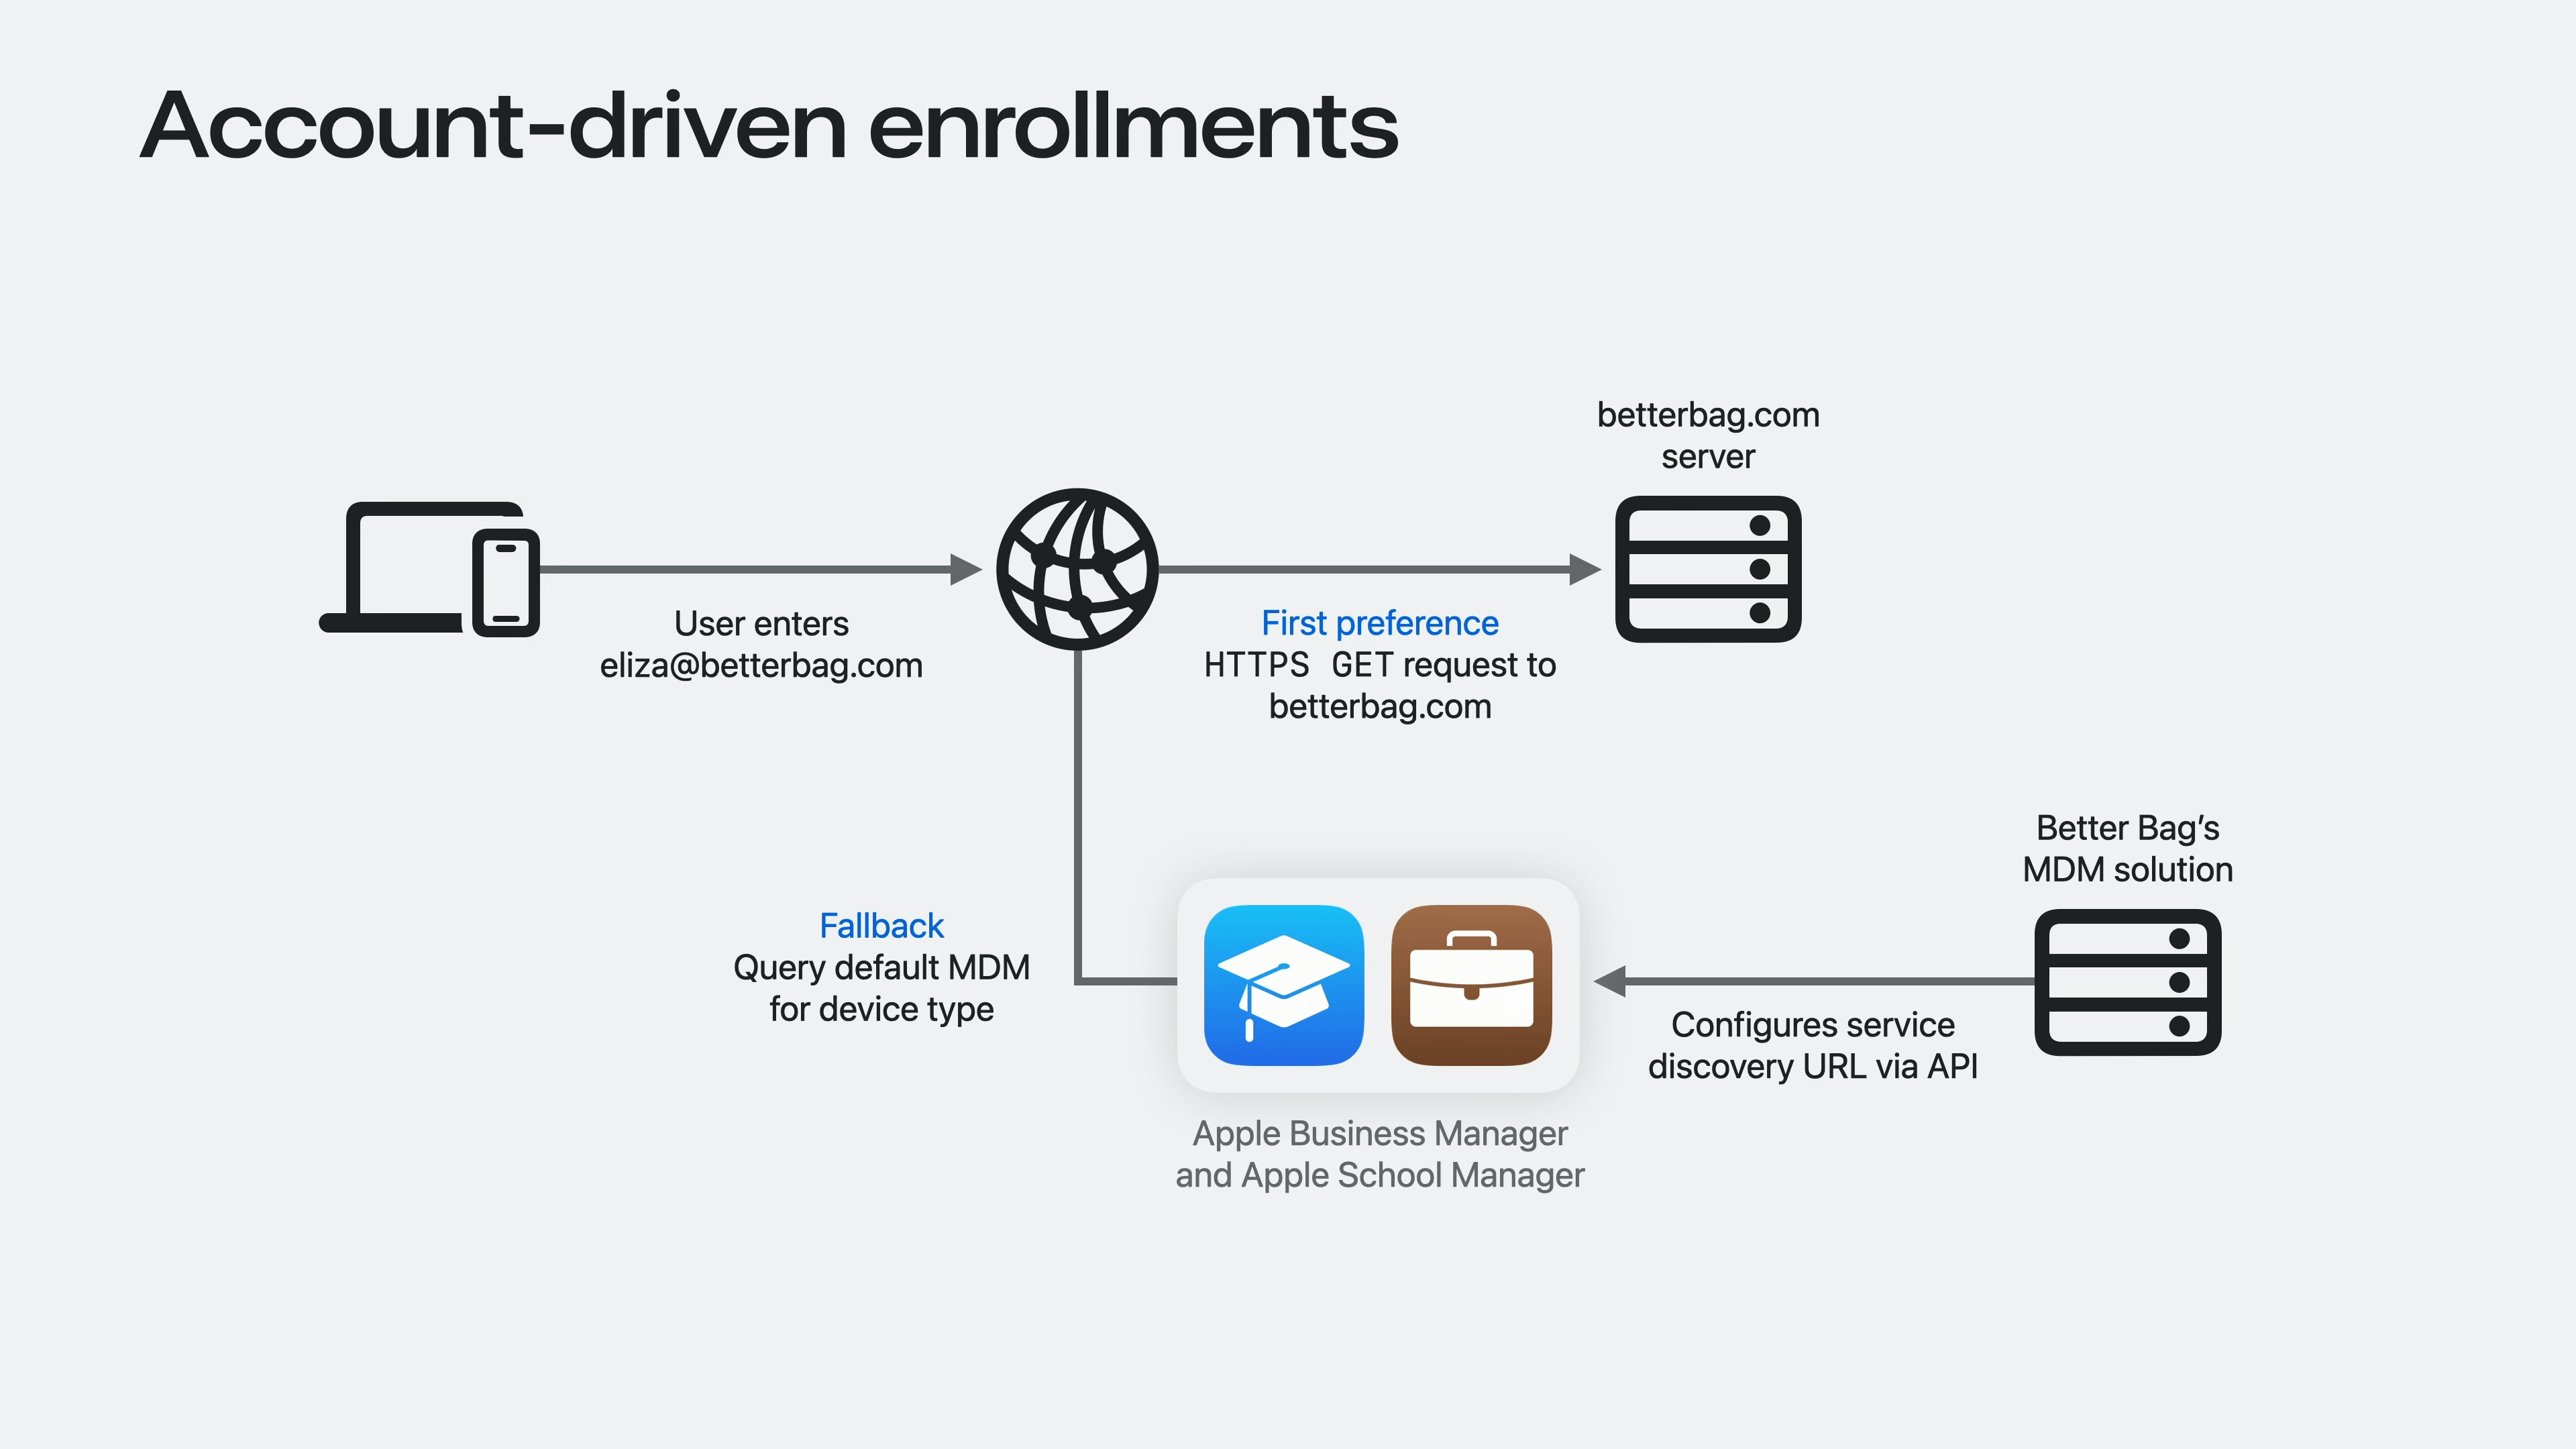 Account-driven enrollments
betterbag.com
server
User enters
eliza@betterbag.com
First preference
HTTPS GET request to
betterbag.com
Better Bag’s
MDM solution
Fallback
Query default MDM
for device type
Configures service
discovery URL via API
Apple Business Manager
and Apple School Manager